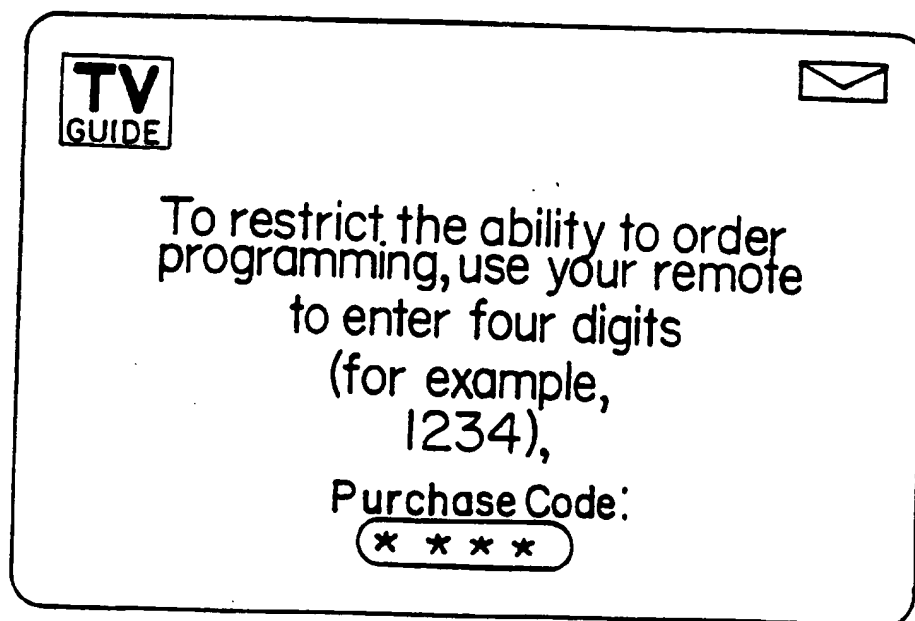 TV
GUIDE
To restrict the ability to order
programming, use your remote
to enter four digits
(for example,
1234),
Purchase Code:
* * * *